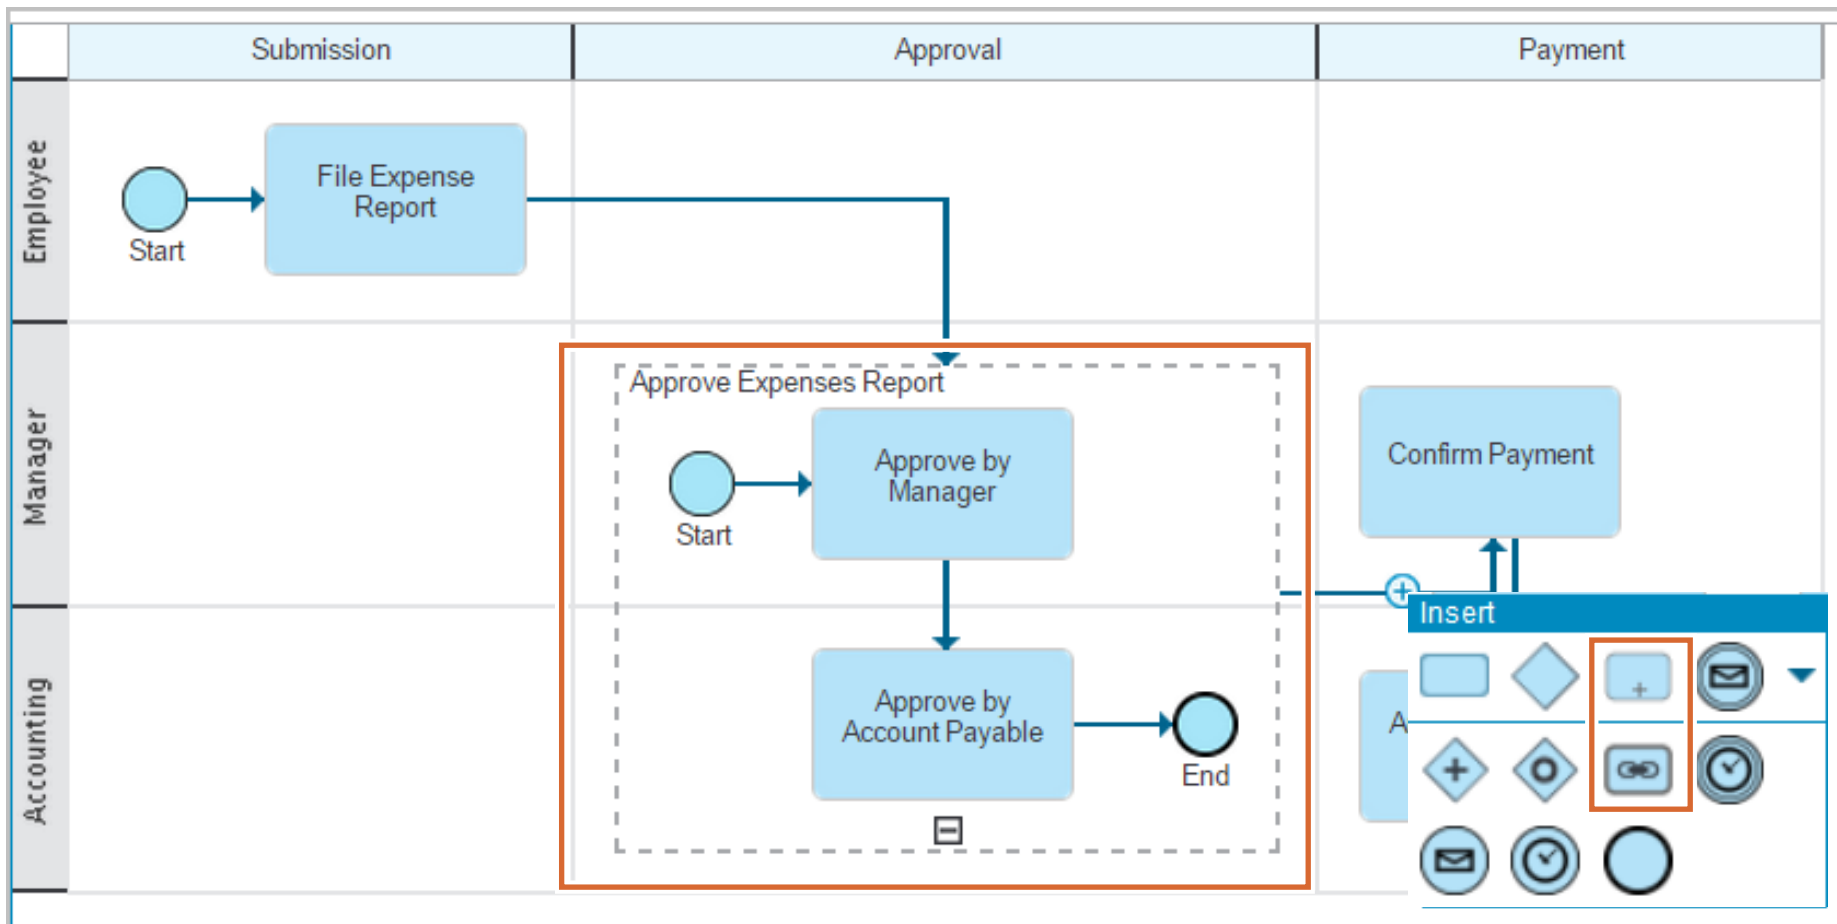 Submission
Approval
Payment
Employee
File Expense
Report
Start
Manager
Approve Expenses Report
Approve by
Manager
Start
Confirm Payment
Insert
Accounting
Approve by
Account Payable
End
A